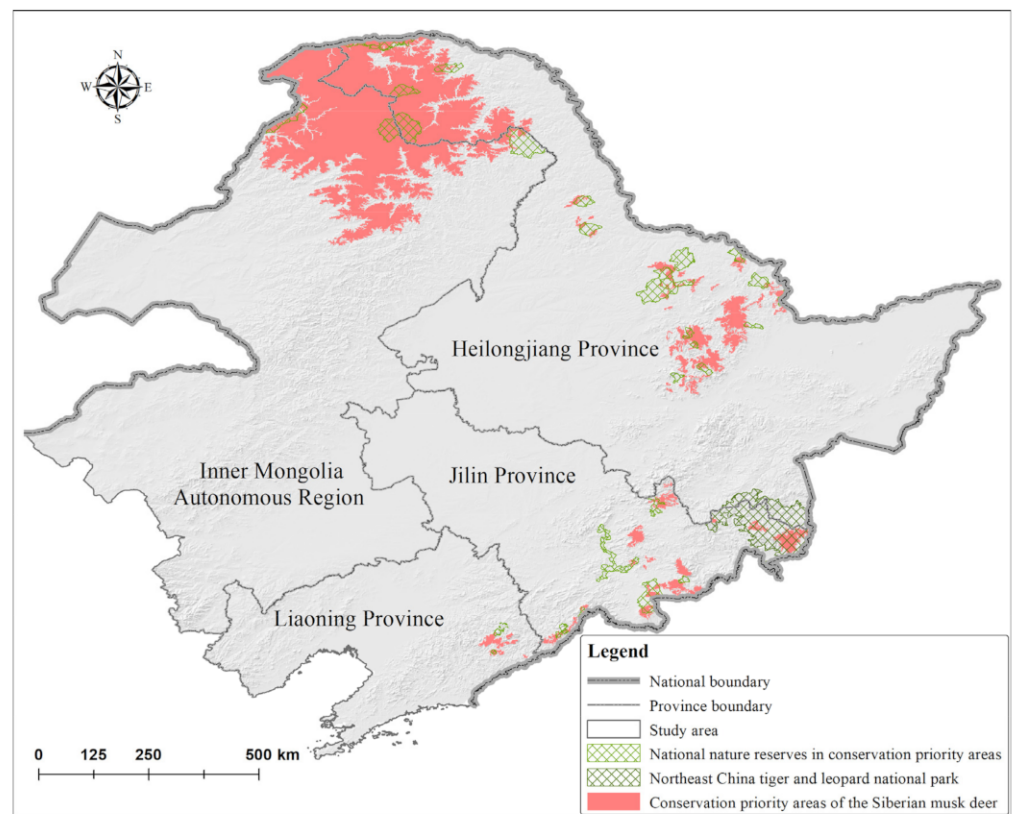 N
W E
S
Heilongjiang Province
Inner Mongolia
Autonomous Region
Jilin Province
Liaoning Province
0 125 250 500 km
Legend
National boundary
Province boundary
Study area
National nature reserves in conservation priority areas
Northeast China tiger and leopard national park
Conservation priority areas of the Siberian musk deer